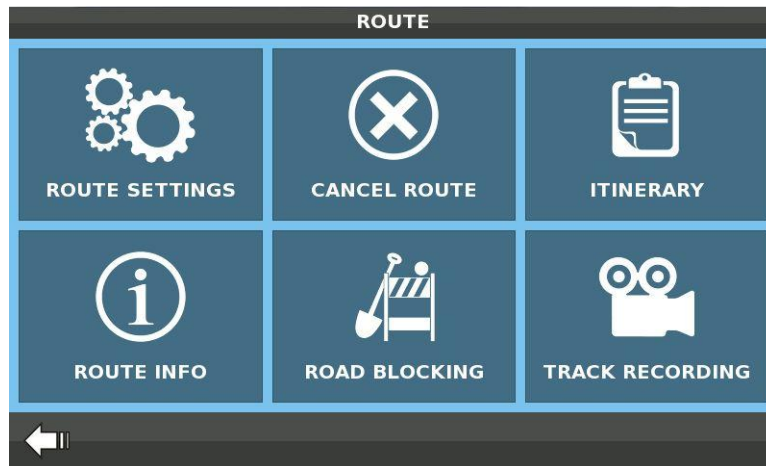 ROUTE
ROUTE SETTINGS
CANCEL ROUTE
ITINERARY
ROUTE INFO
ROAD BLOCKING
TRACK RECORDING